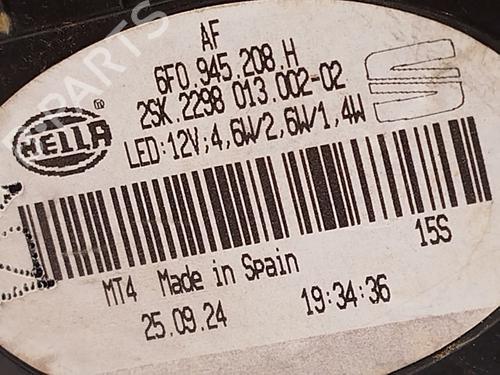 AF
6F0.945.208.H
2SK.2298 013.002-02
LED:12V;4,6W/2,6W/1,4W
HELLA ®
15S
MT4 Made in Spain
25.09.24 19:34:36